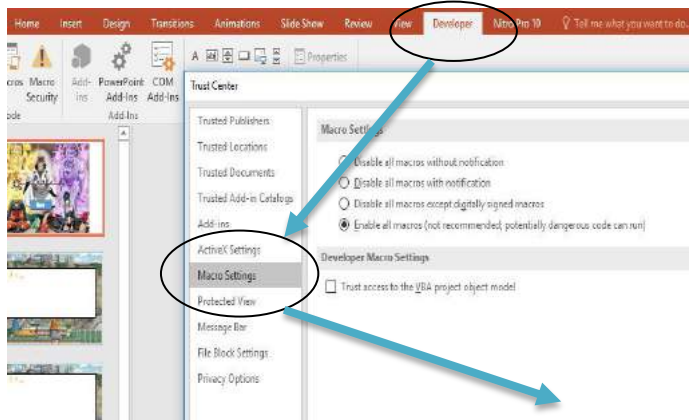 Home Insert Design Transitions Animations Slide Show Review View Developer Nitro Pro 10 Tell me what you want to do...
Macro Add- PowerPoint COM Properties
Security ins Add-Ins Add-Ins
Add-Ins
Trust Center
Trusted Publishers
Macro Settings
Trusted Locations
Disable all macros without notification
Trusted Documents
Disable all macros with notification
Trusted Add-in Catalogs
Disable all macros except digitally signed macros
Add-ins
Enable all macros (not recommended; potentially dangerous code can run)
ActiveX Settings
Developer Macro Settings
Macro Settings
Trust access to the VBA project object model
Protected View
Message Bar
File Block Settings
Privacy Options